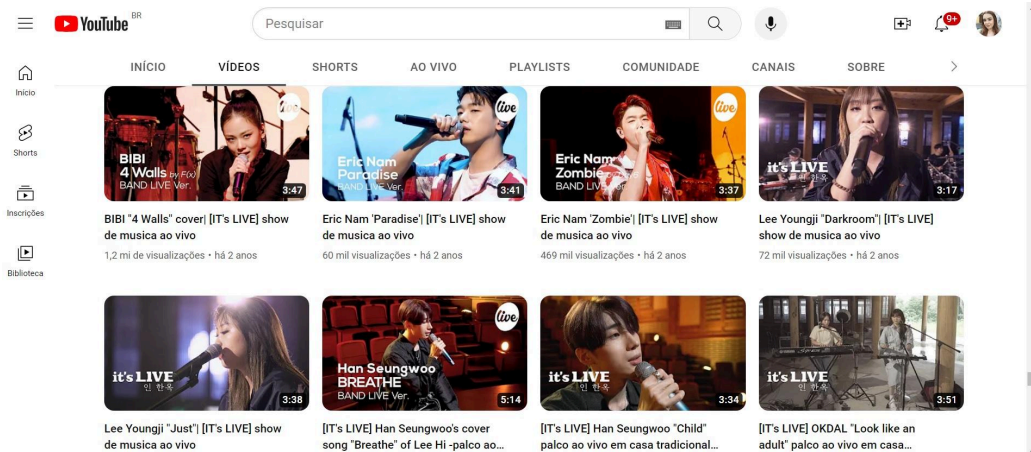 YouTube BR
Pesquisar
9+
INÍCIO VÍDEOS SHORTS AO VIVO PLAYLISTS COMUNIDADE CANAIS SOBRE
Início
Shorts
Inscrições
Biblioteca
live
BIBI
4 Walls by F(x)
BAND LIVE Ver.
3:47
BIBI "4 Walls" cover| [IT's LIVE] show
de musica ao vivo
1,2 mi de visualizações • há 2 anos
live
Eric Nam
Paradise
BAND LIVE Ver.
3:41
Eric Nam 'Paradise'| [IT's LIVE] show
de musica ao vivo
60 mil visualizações • há 2 anos
live
Eric Nam
Zombie
BAND LIVE Ver.
3:37
Eric Nam 'Zombie'| [IT's LIVE] show
de musica ao vivo
469 mil visualizações • há 2 anos
it's LIVE
인 한옥
3:17
Lee Youngji "Darkroom"| [IT's LIVE]
show de musica ao vivo
72 mil visualizações • há 2 anos
it's LIVE
인 한옥
3:38
Lee Youngji "Just"| [IT's LIVE] show
de musica ao vivo
live
Han Seungwoo
BREATHE
BAND LIVE Ver.
5:14
[IT's LIVE] Han Seungwoo's cover
song "Breathe" of Lee Hi -palco ao...
it's LIVE
인 한옥
3:34
[IT's LIVE] Han Seungwoo "Child"
palco ao vivo em casa tradicional...
it's LIVE
인 한옥
3:51
[IT's LIVE] OKDAL "Look like an
adult" palco ao vivo em casa...